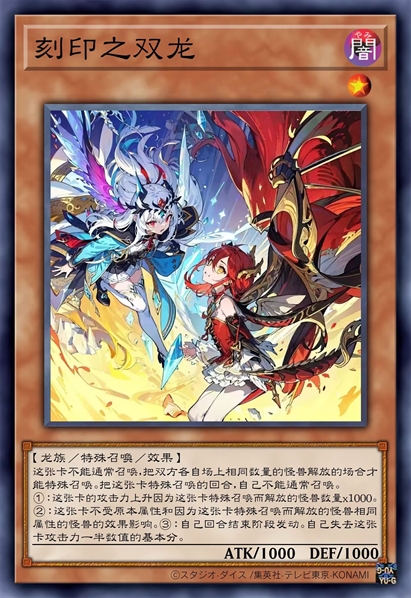 刻印之双龙
やみ
闇
【龙族／特殊召唤／效果】
这张卡不能通常召唤,把双方各自场上相同数量的怪兽解放的场合才
能特殊召唤。把这张卡特殊召唤的回合,自己不能通常召唤。
①:这张卡的攻击力上升因为这张卡特殊召唤而解放的怪兽数量x1000。
②:这张卡不受原本属性和因为这张卡特殊召唤而解放的怪兽相同属
性的怪兽的效果影响。③:自己回合结束阶段发动。自己失去这张
卡攻击力一半数值的基本分。
ATK/1000 DEF/1000
©スタジオ・ダイス /集英社・テレビ東京・KONAMI
YU-G